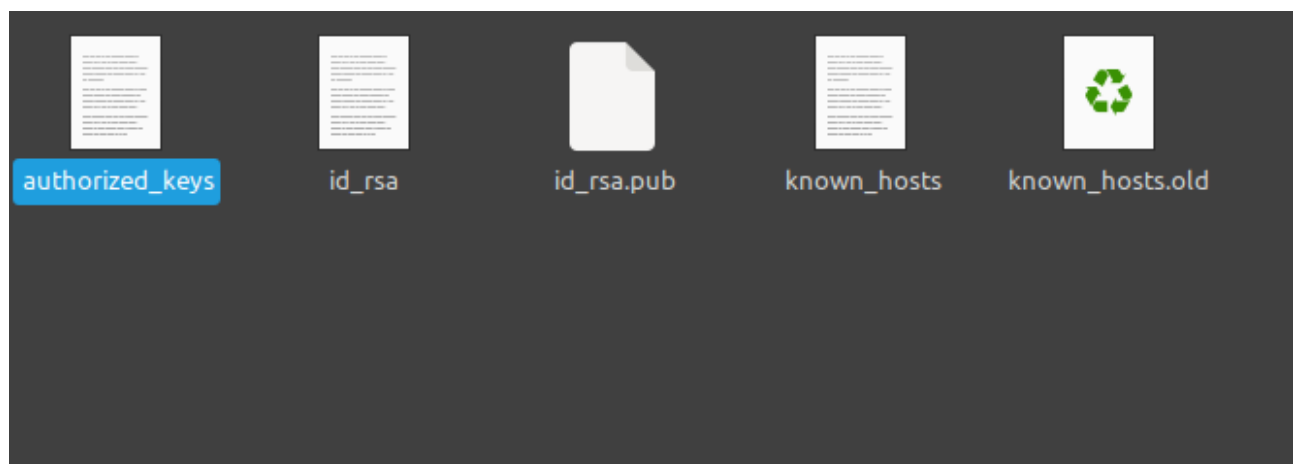 authorized_keys
id_rsa
id_rsa.pub
known_hosts
known_hosts.old